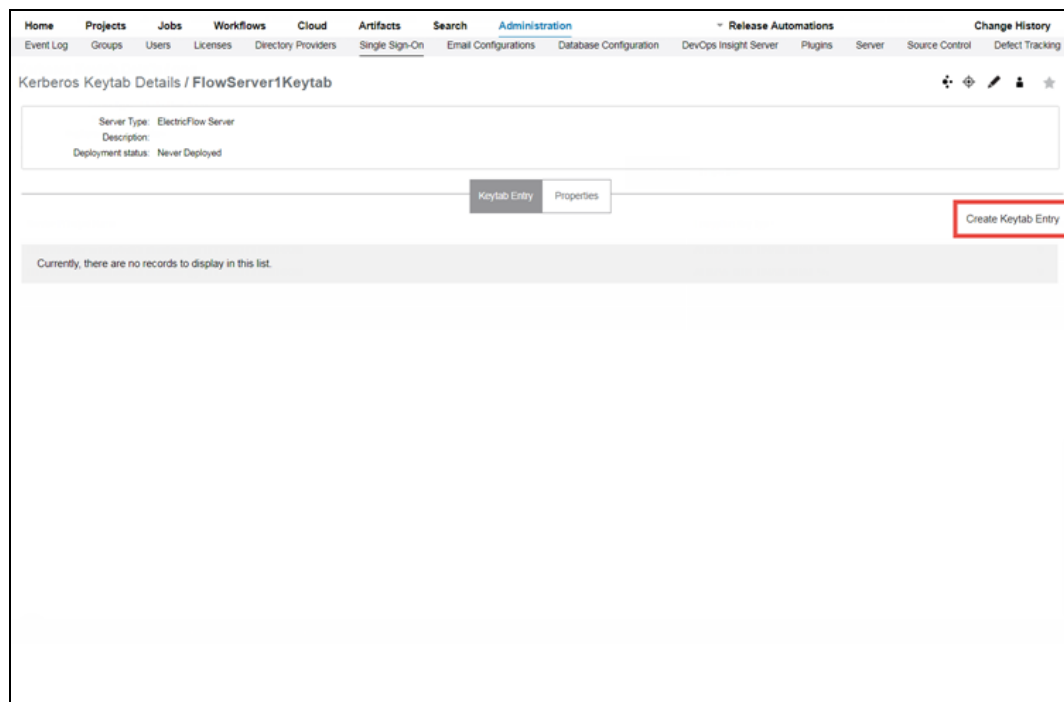 Home Projects Jobs Workflows Cloud Artifacts Search Administration Release Automations Change History
Event Log Groups Users Licenses Directory Providers Single Sign-On Email Configurations Database Configuration DevOps Insight Server Plugins Server Source Control Defect Tracking
Kerberos Keytab Details / FlowServer1Keytab
Server Type: ElectricFlow Server
Description:
Deployment status: Never Deployed
Keytab Entry Properties
Create Keytab Entry
Currently, there are no records to display in this list.